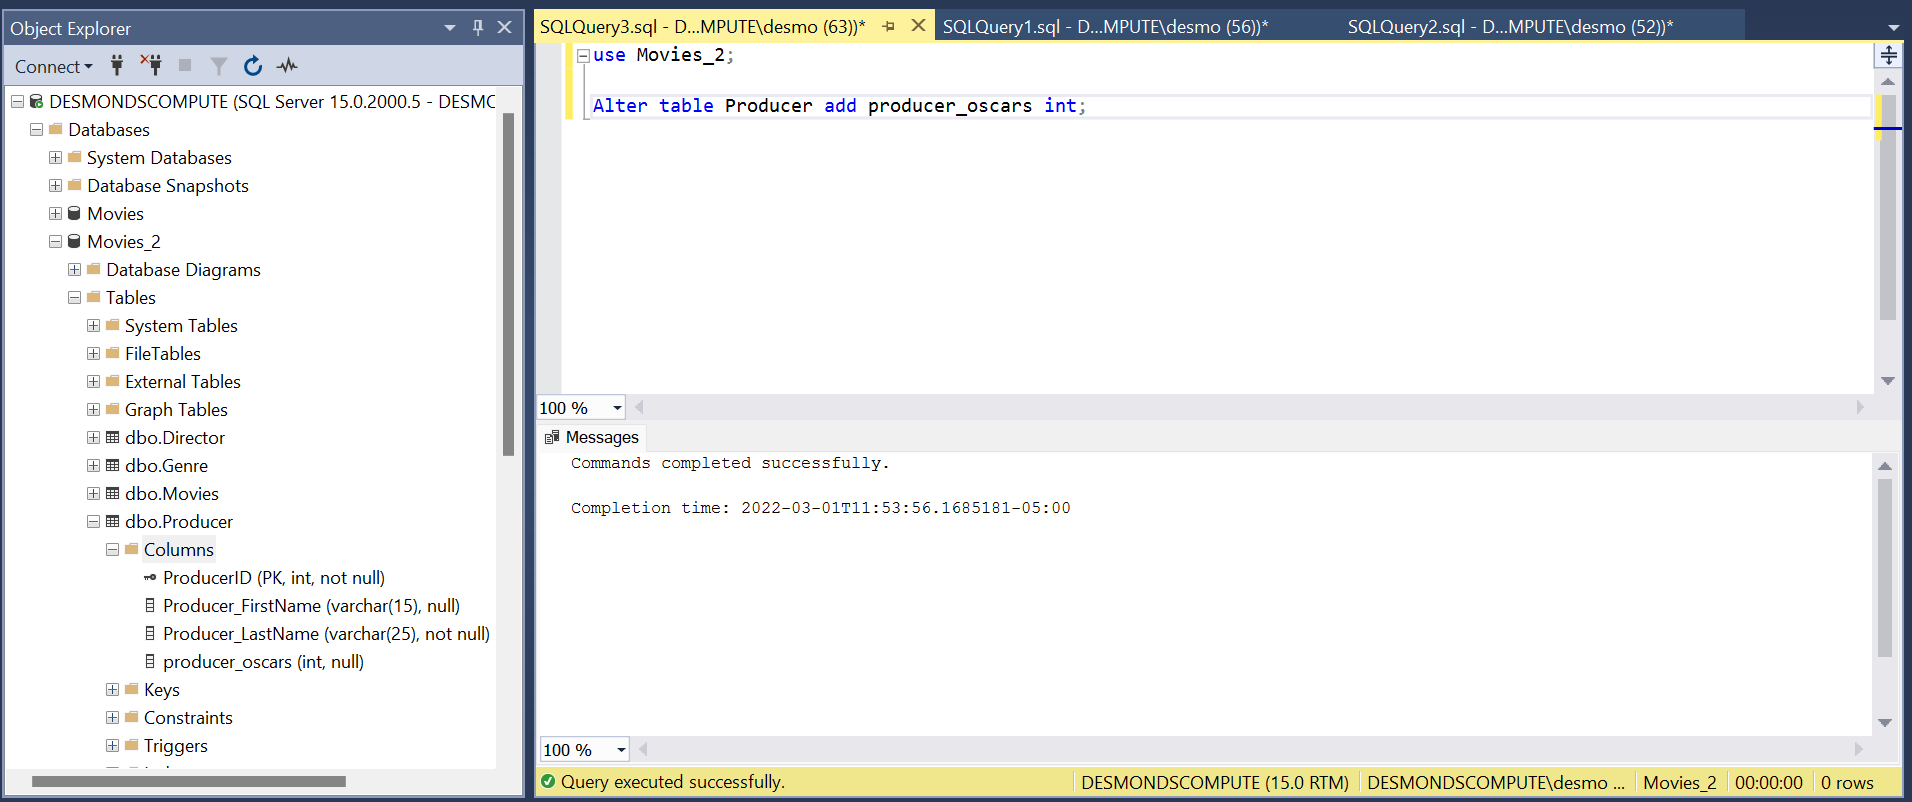 Object Explorer
Connect
DESMONDSCOMPUTE (SQL Server 15.0.2000.5 - DESMC
Databases
System Databases
Database Snapshots
Movies
Movies_2
Database Diagrams
Tables
System Tables
FileTables
External Tables
Graph Tables
dbo.Director
dbo.Genre
dbo.Movies
dbo.Producer
Columns
ProducerID (PK, int, not null)
Producer_FirstName (varchar(15), null)
Producer_LastName (varchar(25), not null)
producer_oscars (int, null)
Keys
Constraints
Triggers
SQLQuery3.sql - D...MPUTE\desmo (63))* SQLQuery1.sql - D...MPUTE\desmo (56))* SQLQuery2.sql - D...MPUTE\desmo (52))*
use Movies_2;
Alter table Producer add producer_oscars int;
100 %
Messages
Commands completed successfully.
Completion time: 2022-03-01T11:53:56.1685181-05:00
100 %
Query executed successfully. DESMONDSCOMPUTE (15.0 RTM) DESMONDSCOMPUTE\desmo ... Movies_2 00:00:00 0 rows